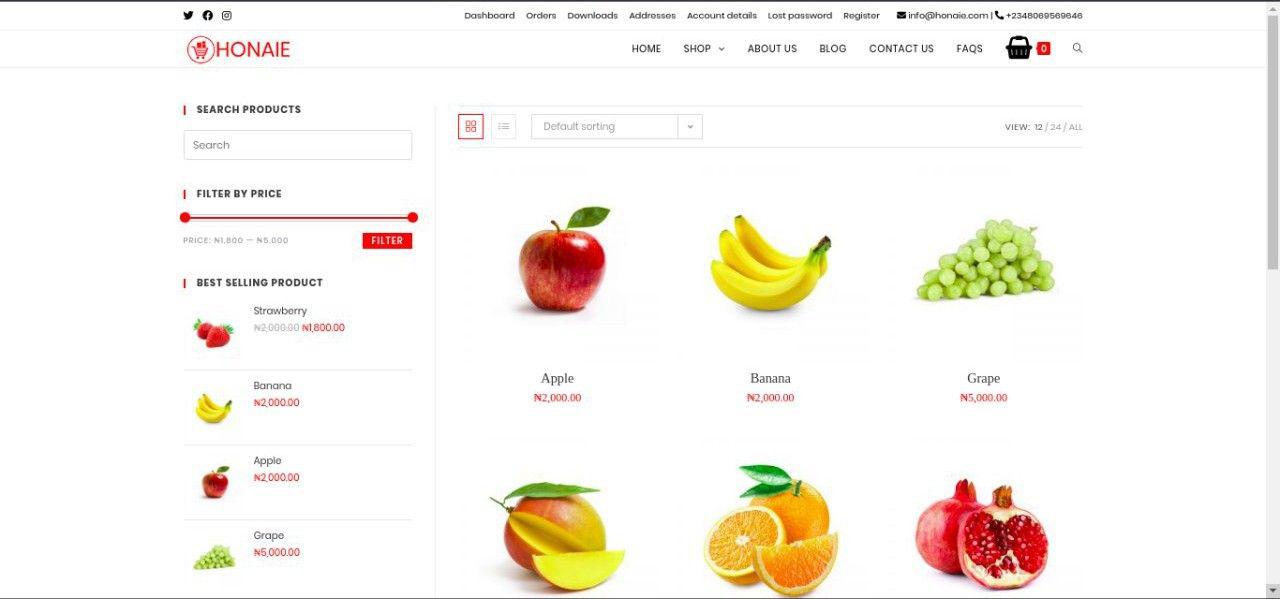 Dashboard Orders Downloads Addresses Account details Lost password Register info@honaie.com | +2348069569646
HONAIE
HOME SHOP ABOUT US BLOG CONTACT US FAQS 0
SEARCH PRODUCTS
Search
FILTER BY PRICE
PRICE: ₦1,800 — ₦5,000
FILTER
BEST SELLING PRODUCT
Strawberry
₦2,000.00 ₦1,800.00
Banana
₦2,000.00
Apple
₦2,000.00
Grape
₦5,000.00
Default sorting
VIEW: 12 / 24 / ALL
Apple
₦2,000.00
Banana
₦2,000.00
Grape
₦5,000.00